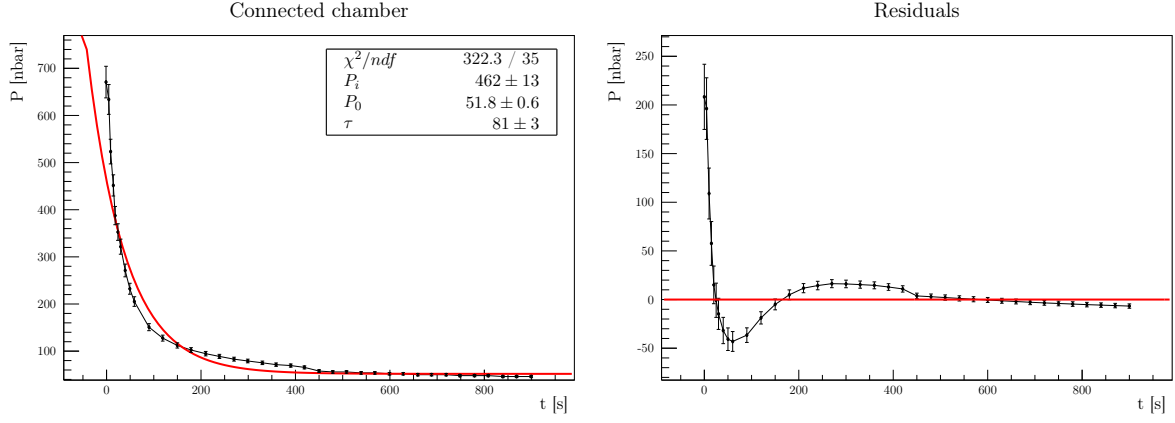 Connected chamber
P [nbar]
χ²/ndf 322.3 / 35
P_i 462 ± 13
P_0 51.8 ± 0.6
τ 81 ± 3
700
600
500
400
300
200
100
0 200 400 600 800
t [s]
Residuals
P [nbar]
250
200
150
100
50
0
-50
0 200 400 600 800
t [s]